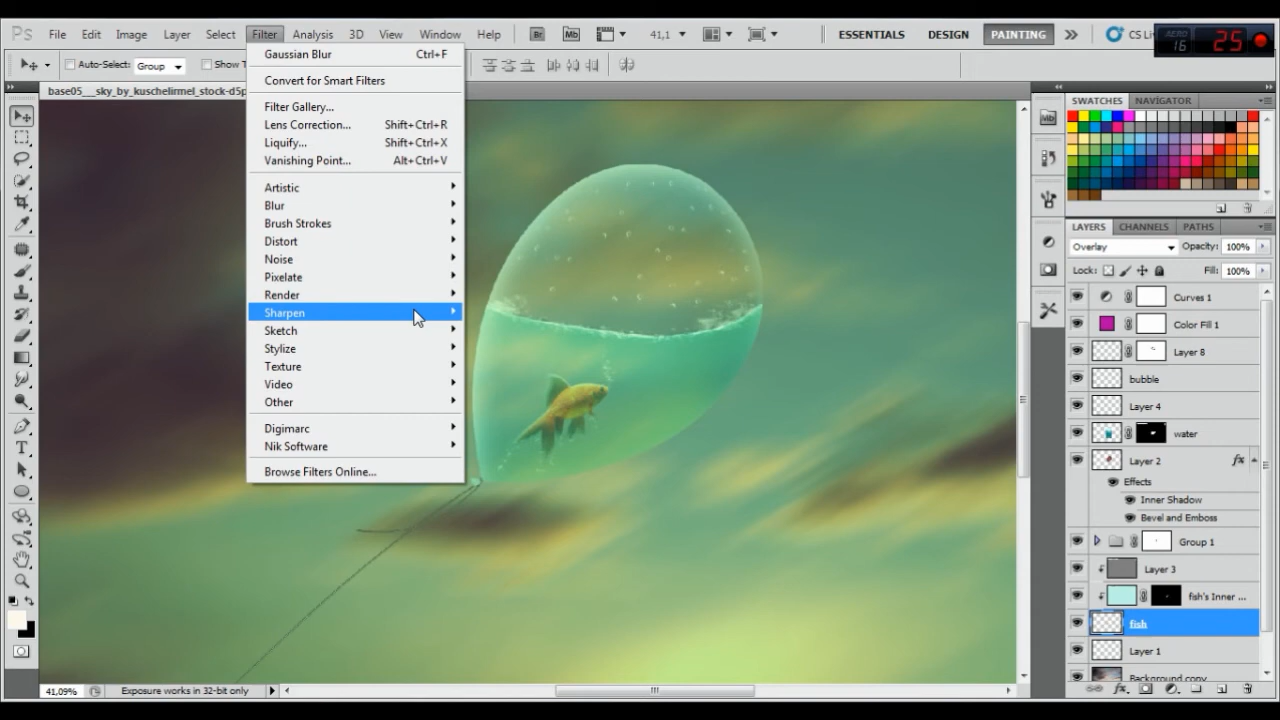 Ps File Edit Image Layer Select Filter Analysis 3D View Window Help Br Mb 41,1 ESSENTIALS DESIGN PAINTING CS Li
AERO 16 25
Auto-Select: Group Show T
base05___sky_by_kuschelirmel_stock-d5p
Gaussian Blur Ctrl+F
Convert for Smart Filters
Filter Gallery...
Lens Correction... Shift+Ctrl+R
Liquify... Shift+Ctrl+X
Vanishing Point... Alt+Ctrl+V
Artistic
Blur
Brush Strokes
Distort
Noise
Pixelate
Render
Sharpen
Sketch
Stylize
Texture
Video
Other
Digimarc
Nik Software
Browse Filters Online...
Mb
SWATCHES NAVIGATOR
LAYERS CHANNELS PATHS
Overlay Opacity: 100%
Lock: Fill: 100%
Curves 1
Color Fill 1
Layer 8
bubble
Layer 4
water
Layer 2 fx
Effects
Inner Shadow
Bevel and Emboss
Group 1
Layer 3
fish's Inner ...
fish
Layer 1
Background copy
fx
41,09% Exposure works in 32-bit only